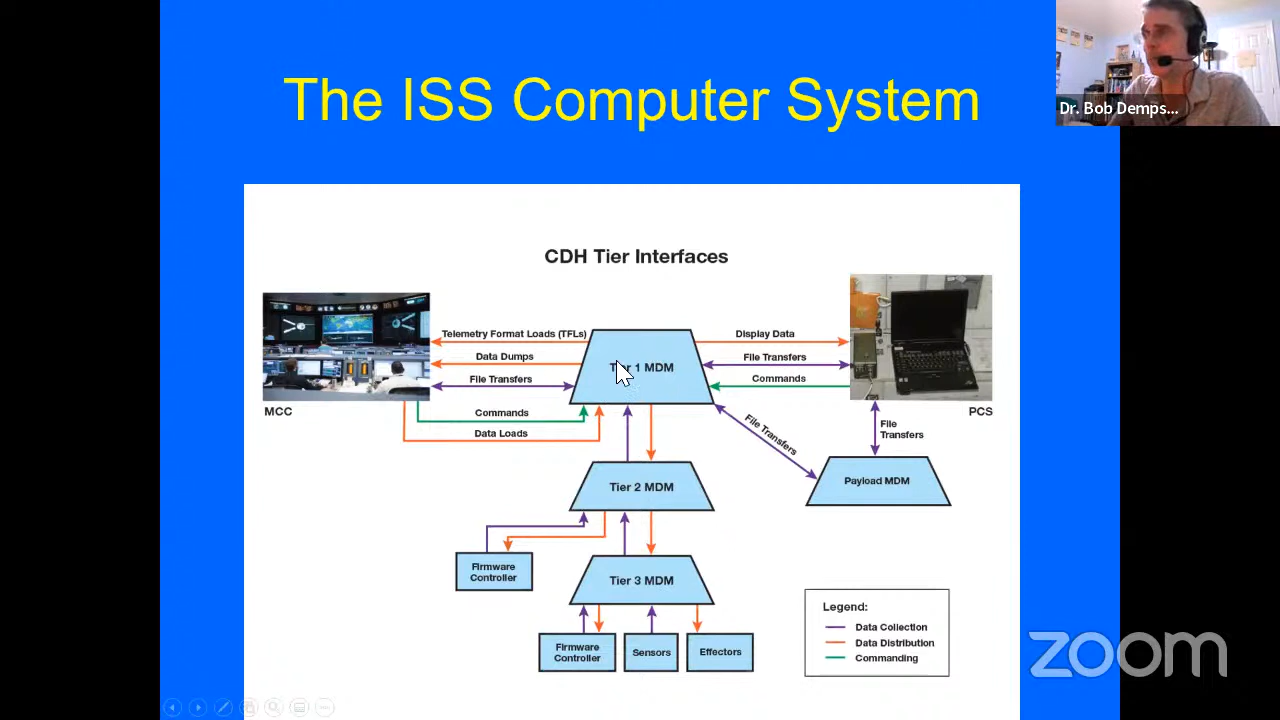 The ISS Computer System
Dr. Bob Demps...
CDH Tier Interfaces
Telemetry Format Loads (TFLs)
Data Dumps
File Transfers
Commands
Data Loads
MCC
Tier 1 MDM
Display Data
File Transfers
Commands
PCS
File Transfers
File
Transfers
Payload MDM
Tier 2 MDM
Firmware
Controller
Tier 3 MDM
Firmware
Controller
Sensors
Effectors
Legend:
Data Collection
Data Distribution
Commanding
zoom